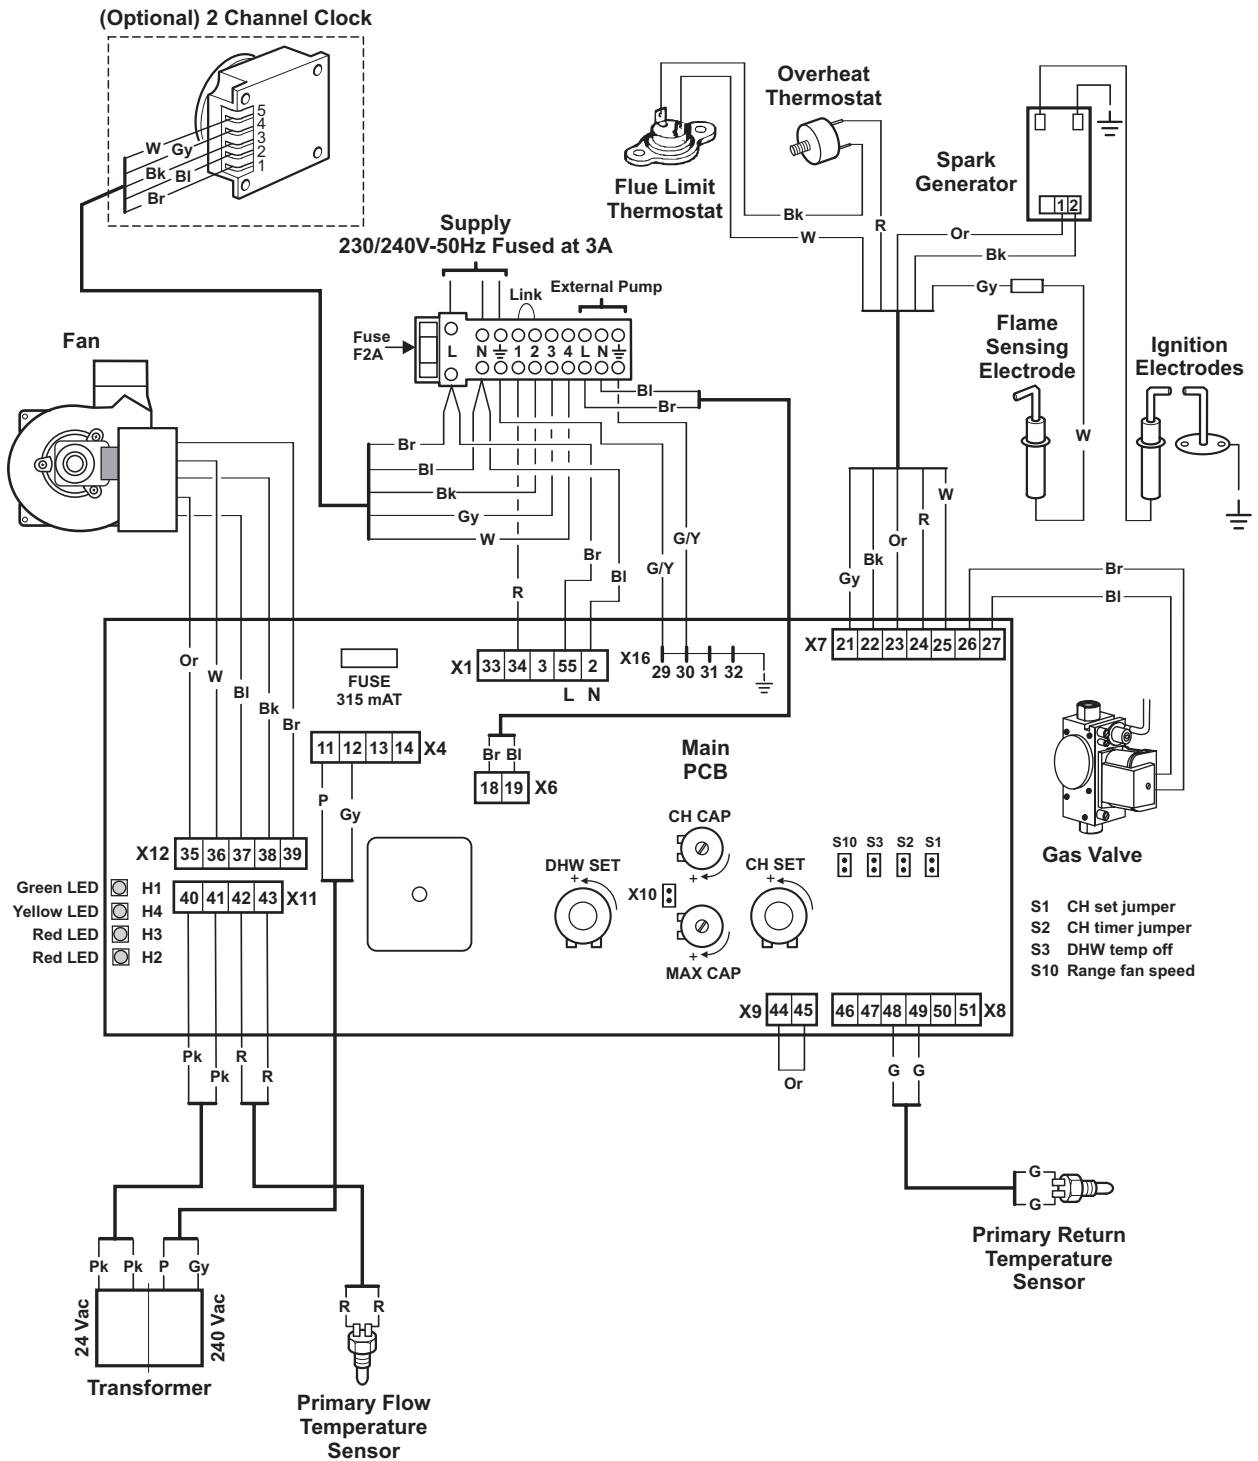 (Optional) 2 Channel Clock
5
4
3
2
1
W
Gy
Bk
Bl
Br
Supply
230/240V-50Hz Fused at 3A
Link
External Pump
Fuse
F2A
L N 1 2 3 4 L N
Bl
Br
Flue Limit
Thermostat
Overheat
Thermostat
Spark
Generator
1 2
Bk
W
R
Or
Bk
Gy
Flame
Sensing
Electrode
Ignition
Electrodes
W
Fan
Br
Bl
Bk
Gy
W
R
Br
Bl
G/Y
G/Y
Gy
Bk
Or
R
W
Br
Bl
X7 21 22 23 24 25 26 27
FUSE
315 mAT
X1 33 34 3 55 2
L N
X16
29 30 31 32
Or
W
Bl
Bk
Br
11 12 13 14 X4
P
Gy
Br Bl
18 19 X6
Main
PCB
CH CAP
+
DHW SET
+
X10
CH SET
+
+
MAX CAP
S10 S3 S2 S1
Gas Valve
S1 CH set jumper
S2 CH timer jumper
S3 DHW temp off
S10 Range fan speed
X12 35 36 37 38 39
40 41 42 43 X11
Green LED H1
Yellow LED H4
Red LED H3
Red LED H2
X9 44 45
46 47 48 49 50 51 X8
Pk
Pk
R
R
Or
G G
G
G
Primary Return
Temperature
Sensor
Pk Pk P Gy
24 Vac
240 Vac
Transformer
R R
Primary Flow
Temperature
Sensor